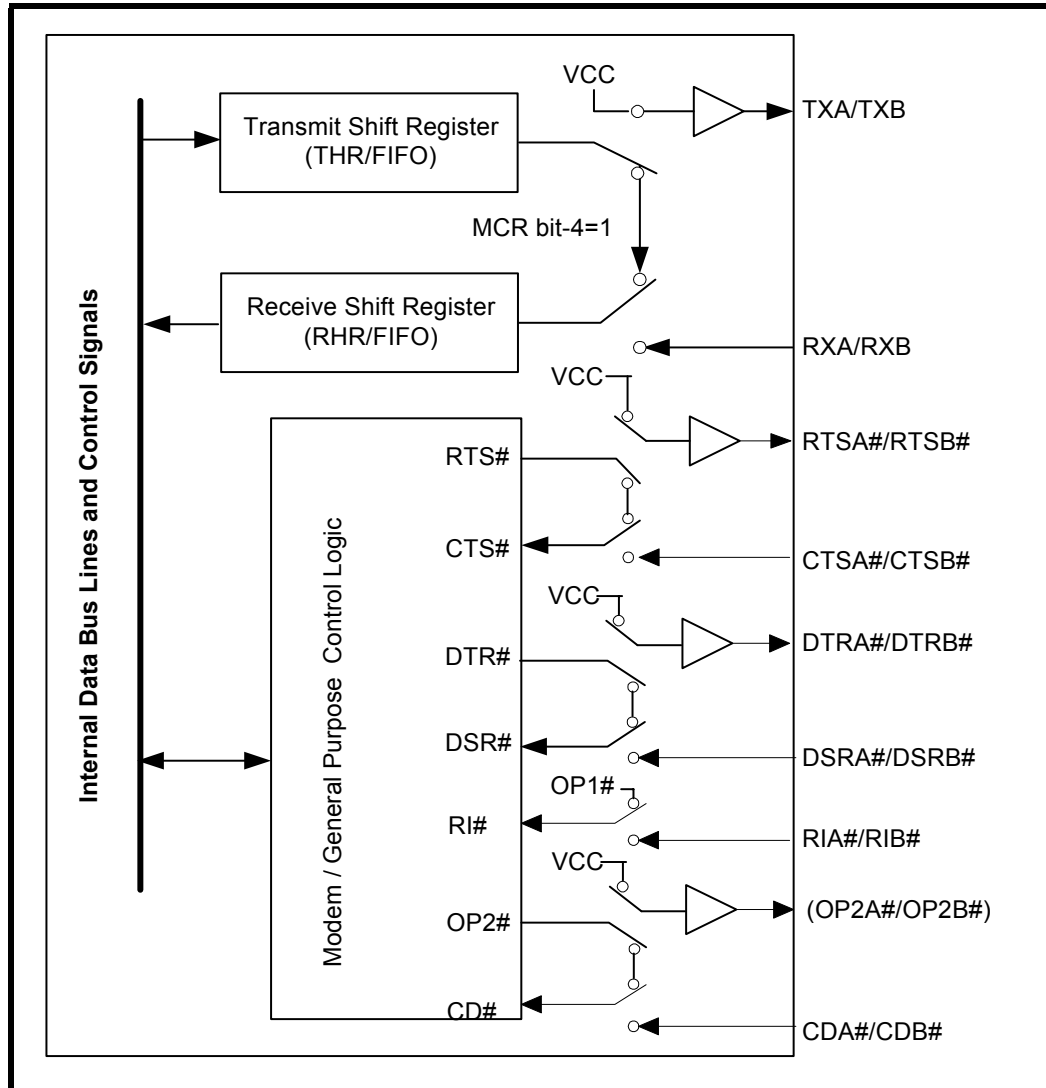 VCC
TXA/TXB
Transmit Shift Register
(THR/FIFO)
MCR bit-4=1
Receive Shift Register
(RHR/FIFO)
RXA/RXB
VCC
RTSA#/RTSB#
RTS#
CTS#
CTSA#/CTSB#
VCC
DTRA#/DTRB#
DTR#
DSR#
DSRA#/DSRB#
OP1#
RI#
RIA#/RIB#
VCC
(OP2A#/OP2B#)
OP2#
CD#
CDA#/CDB#
Internal Data Bus Lines and Control Signals
Modem / General Purpose Control Logic